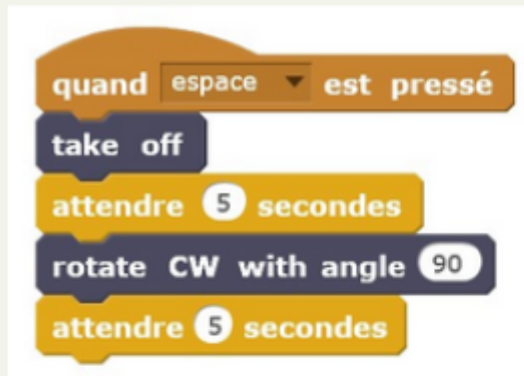 quand espace est pressé
take off
attendre 5 secondes
rotate CW with angle 90
attendre 5 secondes